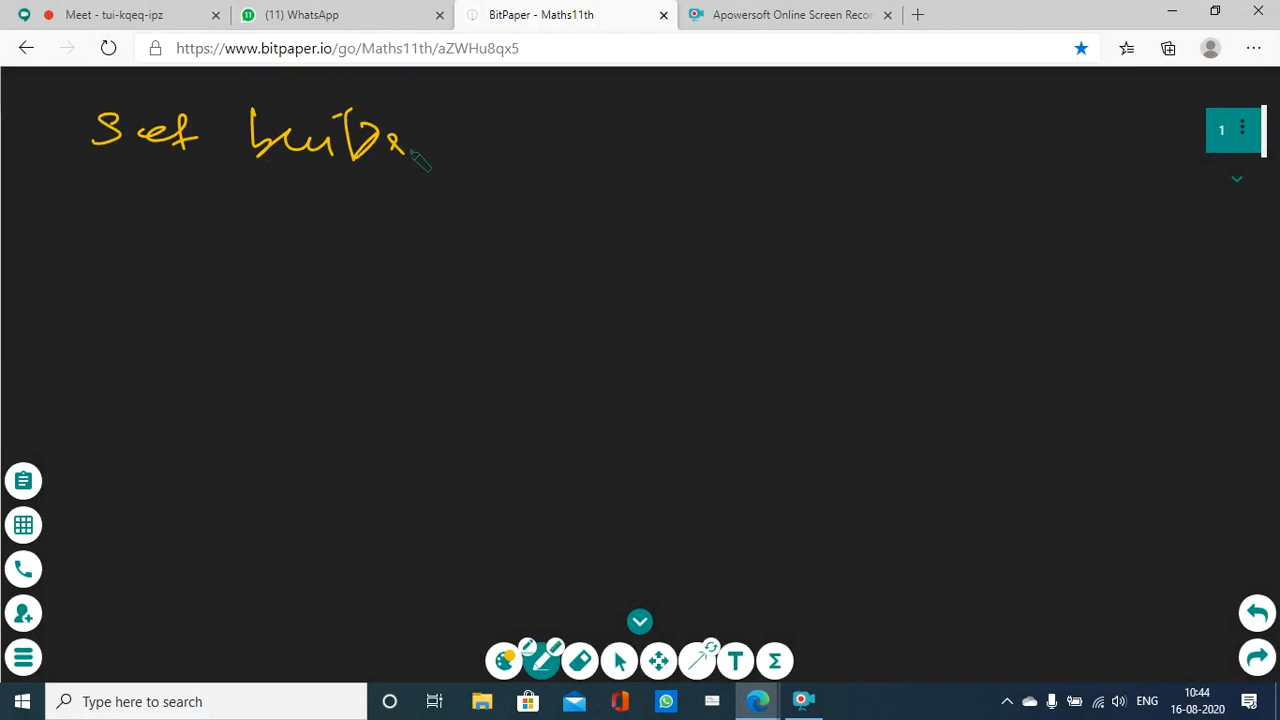 Meet - tui-kqeq-ipz
(11) WhatsApp
BitPaper - Maths11th
Apowersoft Online Screen Recor
https://www.bitpaper.io/go/Maths11th/aZWHu8qx5
Set
1
T Σ
Type here to search
ENG
10:44
16-08-2020